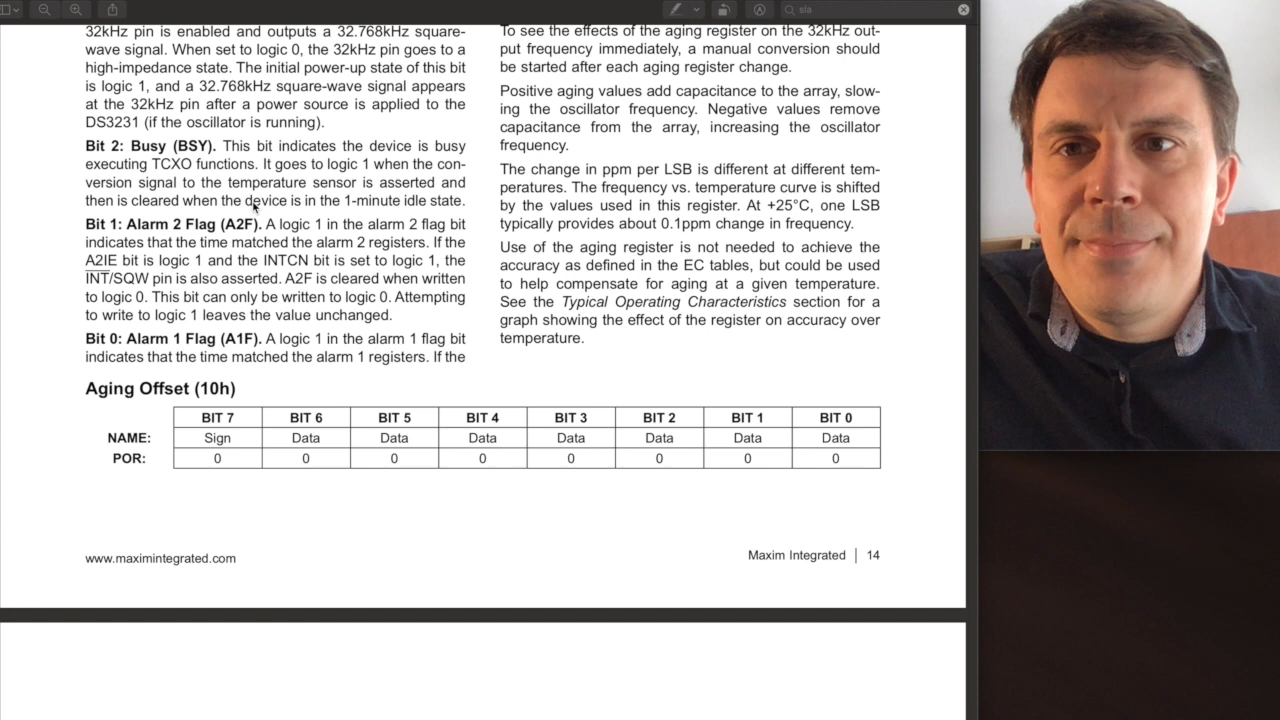 sla
32kHz pin is enabled and outputs a 32.768kHz square-
wave signal. When set to logic 0, the 32kHz pin goes to a
high-impedance state. The initial power-up state of this bit
is logic 1, and a 32.768kHz square-wave signal appears
at the 32kHz pin after a power source is applied to the
DS3231 (if the oscillator is running).
Bit 2: Busy (BSY). This bit indicates the device is busy
executing TCXO functions. It goes to logic 1 when the con-
version signal to the temperature sensor is asserted and
then is cleared when the device is in the 1-minute idle state.
Bit 1: Alarm 2 Flag (A2F). A logic 1 in the alarm 2 flag bit
indicates that the time matched the alarm 2 registers. If the
A2IE bit is logic 1 and the INTCN bit is set to logic 1, the
INT/SQW pin is also asserted. A2F is cleared when written
to logic 0. This bit can only be written to logic 0. Attempting
to write to logic 1 leaves the value unchanged.
Bit 0: Alarm 1 Flag (A1F). A logic 1 in the alarm 1 flag bit
indicates that the time matched the alarm 1 registers. If the
To see the effects of the aging register on the 32kHz out-
put frequency immediately, a manual conversion should
be started after each aging register change.
Positive aging values add capacitance to the array, slow-
ing the oscillator frequency. Negative values remove
capacitance from the array, increasing the oscillator
frequency.
The change in ppm per LSB is different at different tem-
peratures. The frequency vs. temperature curve is shifted
by the values used in this register. At +25°C, one LSB
typically provides about 0.1ppm change in frequency.
Use of the aging register is not needed to achieve the
accuracy as defined in the EC tables, but could be used
to help compensate for aging at a given temperature.
See the Typical Operating Characteristics section for a
graph showing the effect of the register on accuracy over
temperature.
Aging Offset (10h)
BIT 7 BIT 6 BIT 5 BIT 4 BIT 3 BIT 2 BIT 1 BIT 0
NAME: Sign Data Data Data Data Data Data Data
POR: 0 0 0 0 0 0 0 0
www.maximintegrated.com
Maxim Integrated | 14